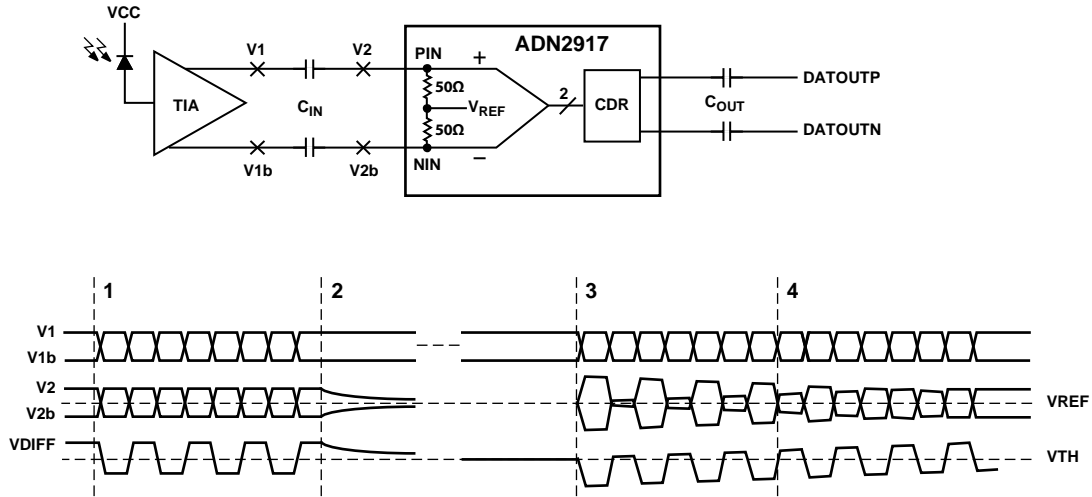 VCC
ADN2917
V1
V2
PIN
+
50Ω
TIA
CIN
VREF
2
CDR
COUT
DATOUTP
50Ω
DATOUTN
V1b
V2b
NIN
−
1
2
3
4
V1
V1b
V2
V2b
VREF
VDIFF
VTH